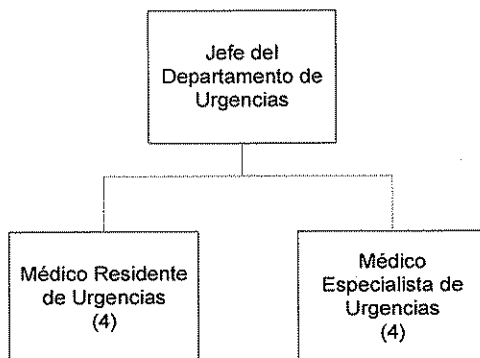 Jefe del
Departamento de
Urgencias
Médico Residente
de Urgencias
(4)
Médico
Especialista de
Urgencias
(4)